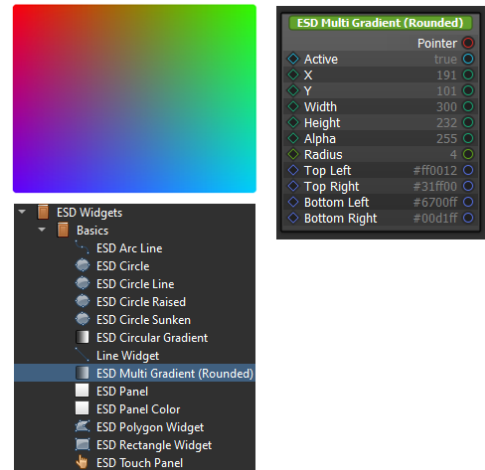 ESD Multi Gradient (Rounded)
Pointer
Active true
X 191
Y 101
Width 300
Height 232
Alpha 255
Radius 4
Top Left #ff0012
Top Right #31ff00
Bottom Left #6700ff
Bottom Right #00d1ff
ESD Widgets
Basics
ESD Arc Line
ESD Circle
ESD Circle Line
ESD Circle Raised
ESD Circle Sunken
ESD Circular Gradient
Line Widget
ESD Multi Gradient (Rounded)
ESD Panel
ESD Panel Color
ESD Polygon Widget
ESD Rectangle Widget
ESD Touch Panel